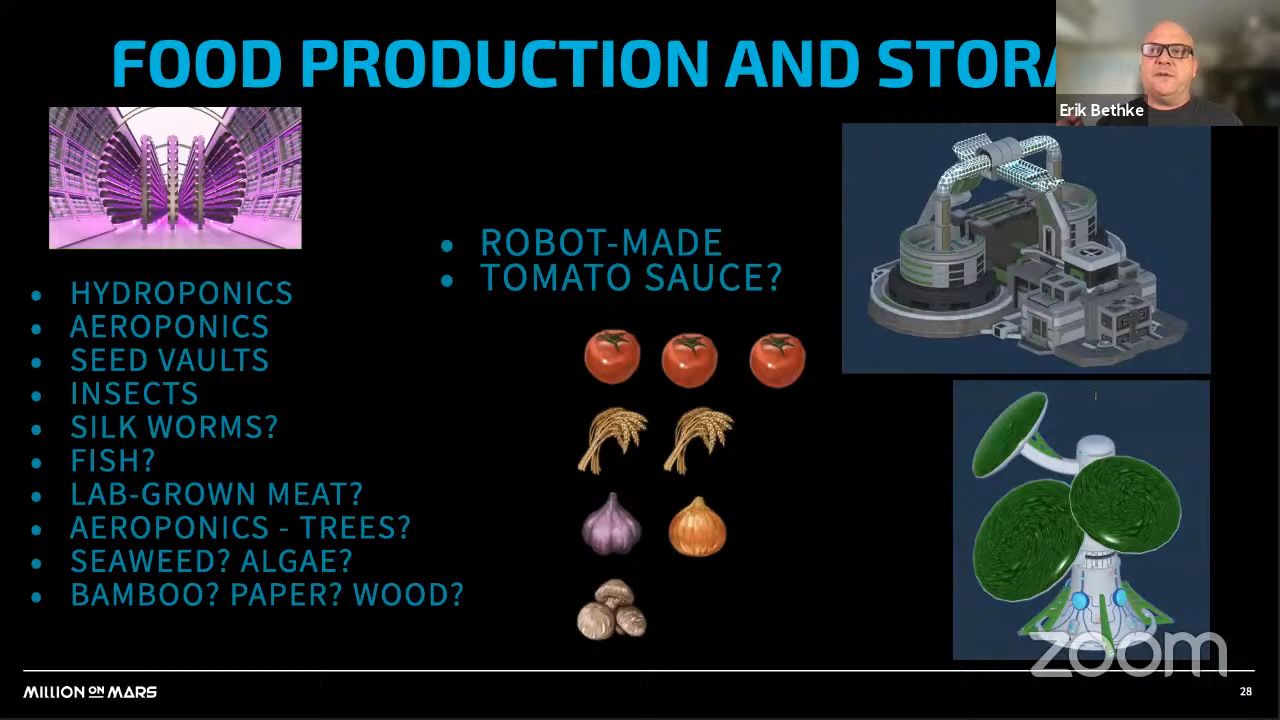 FOOD PRODUCTION AND STORA
Erik Bethke
HYDROPONICS
AEROPONICS
SEED VAULTS
INSECTS
SILK WORMS?
FISH?
LAB-GROWN MEAT?
AEROPONICS - TREES?
SEAWEED? ALGAE?
BAMBOO? PAPER? WOOD?
ROBOT-MADE
TOMATO SAUCE?
zoom
MILLION ON MARS
28